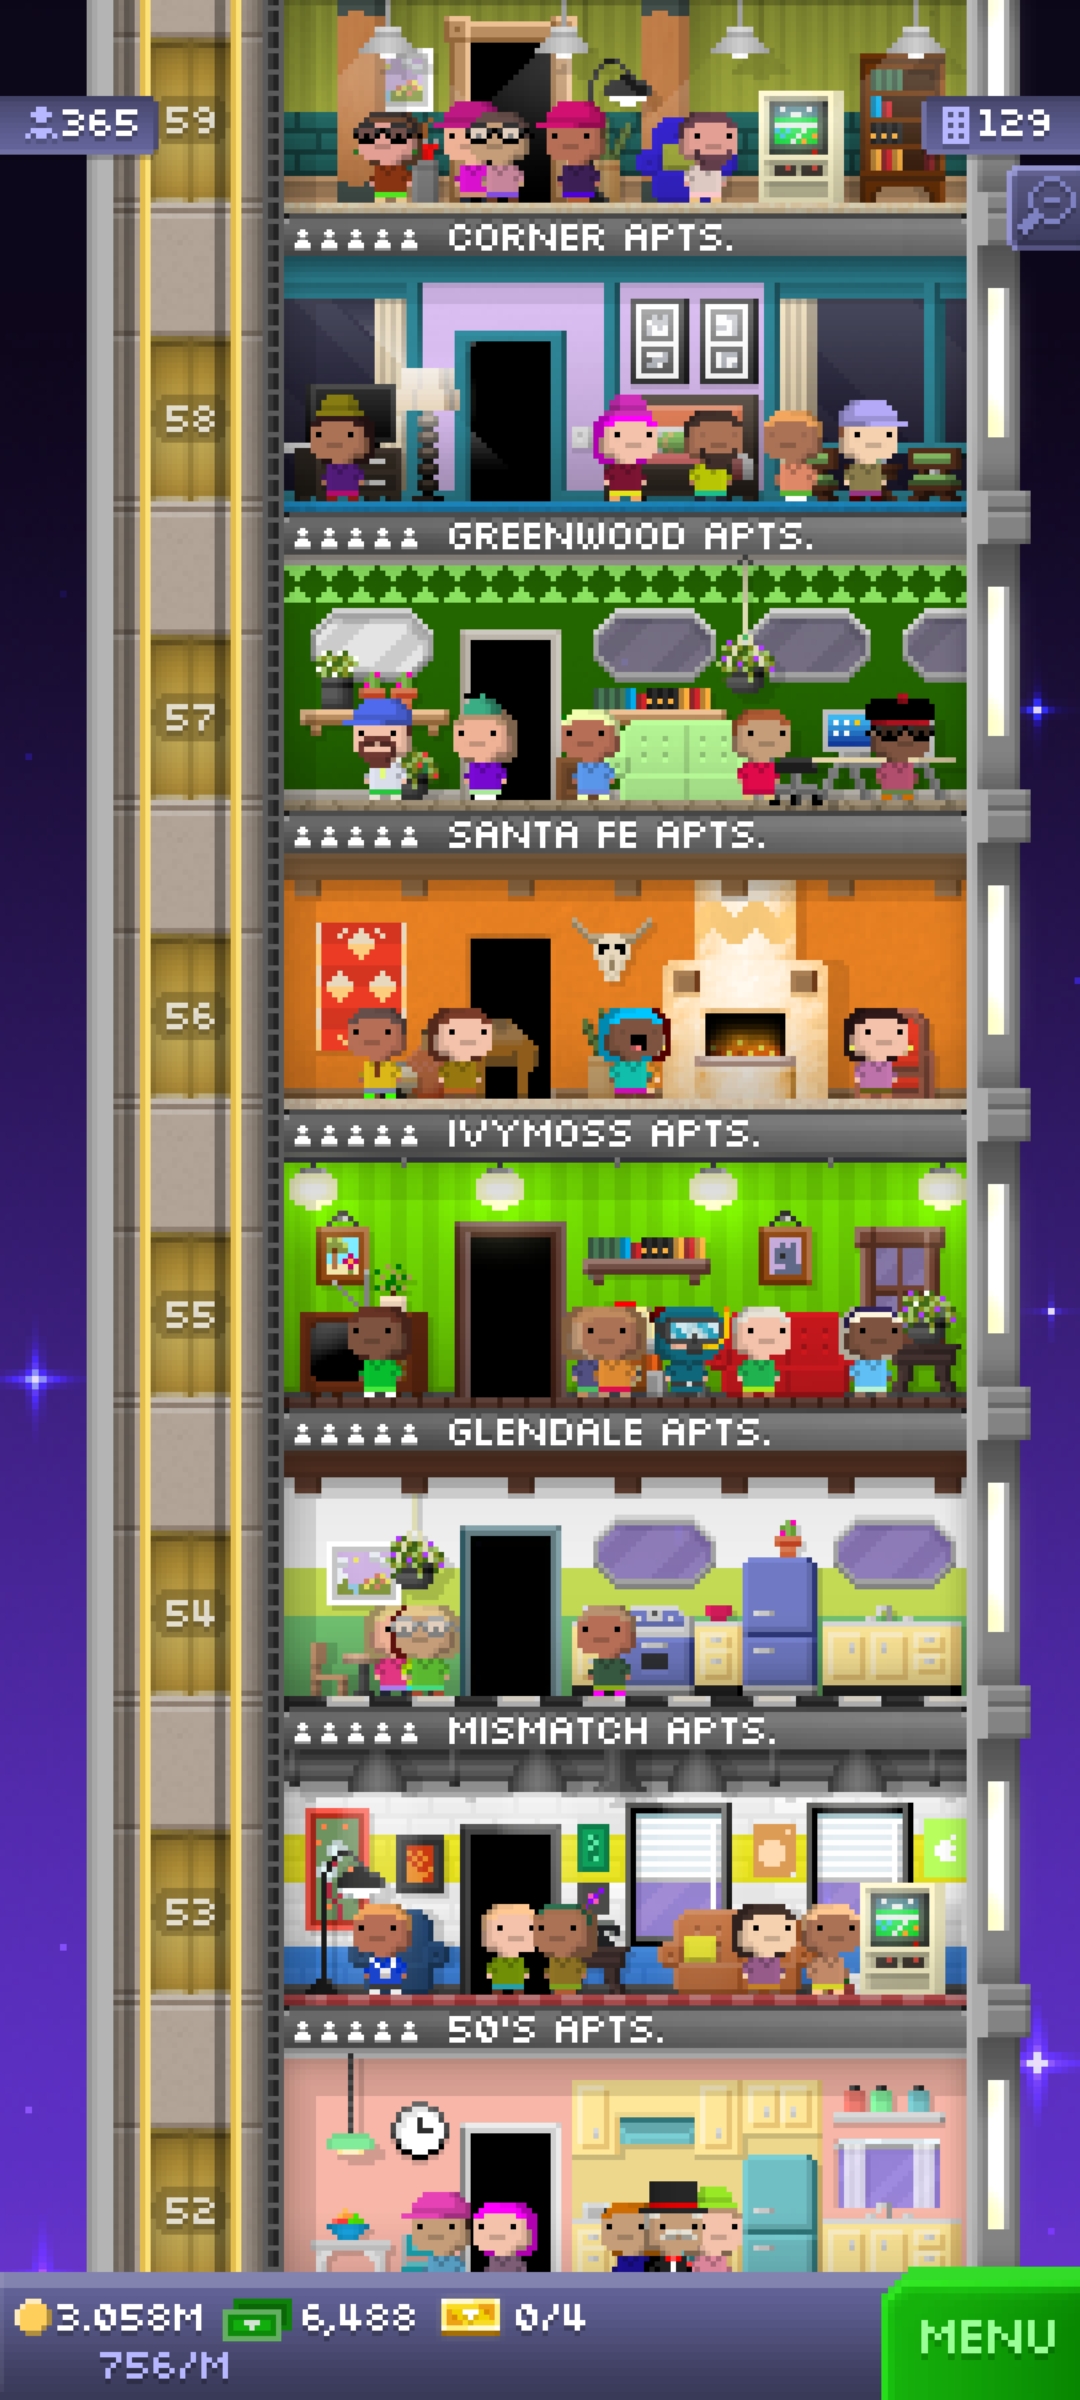 365
59
129
CORNER APTS.
58
GREENWOOD APTS.
57
SANTA FE APTS.
56
IVYMOSS APTS.
55
GLENDALE APTS.
54
MISMATCH APTS.
53
50'S APTS.
52
3.058M 6,488 0/4
756/M
MENU